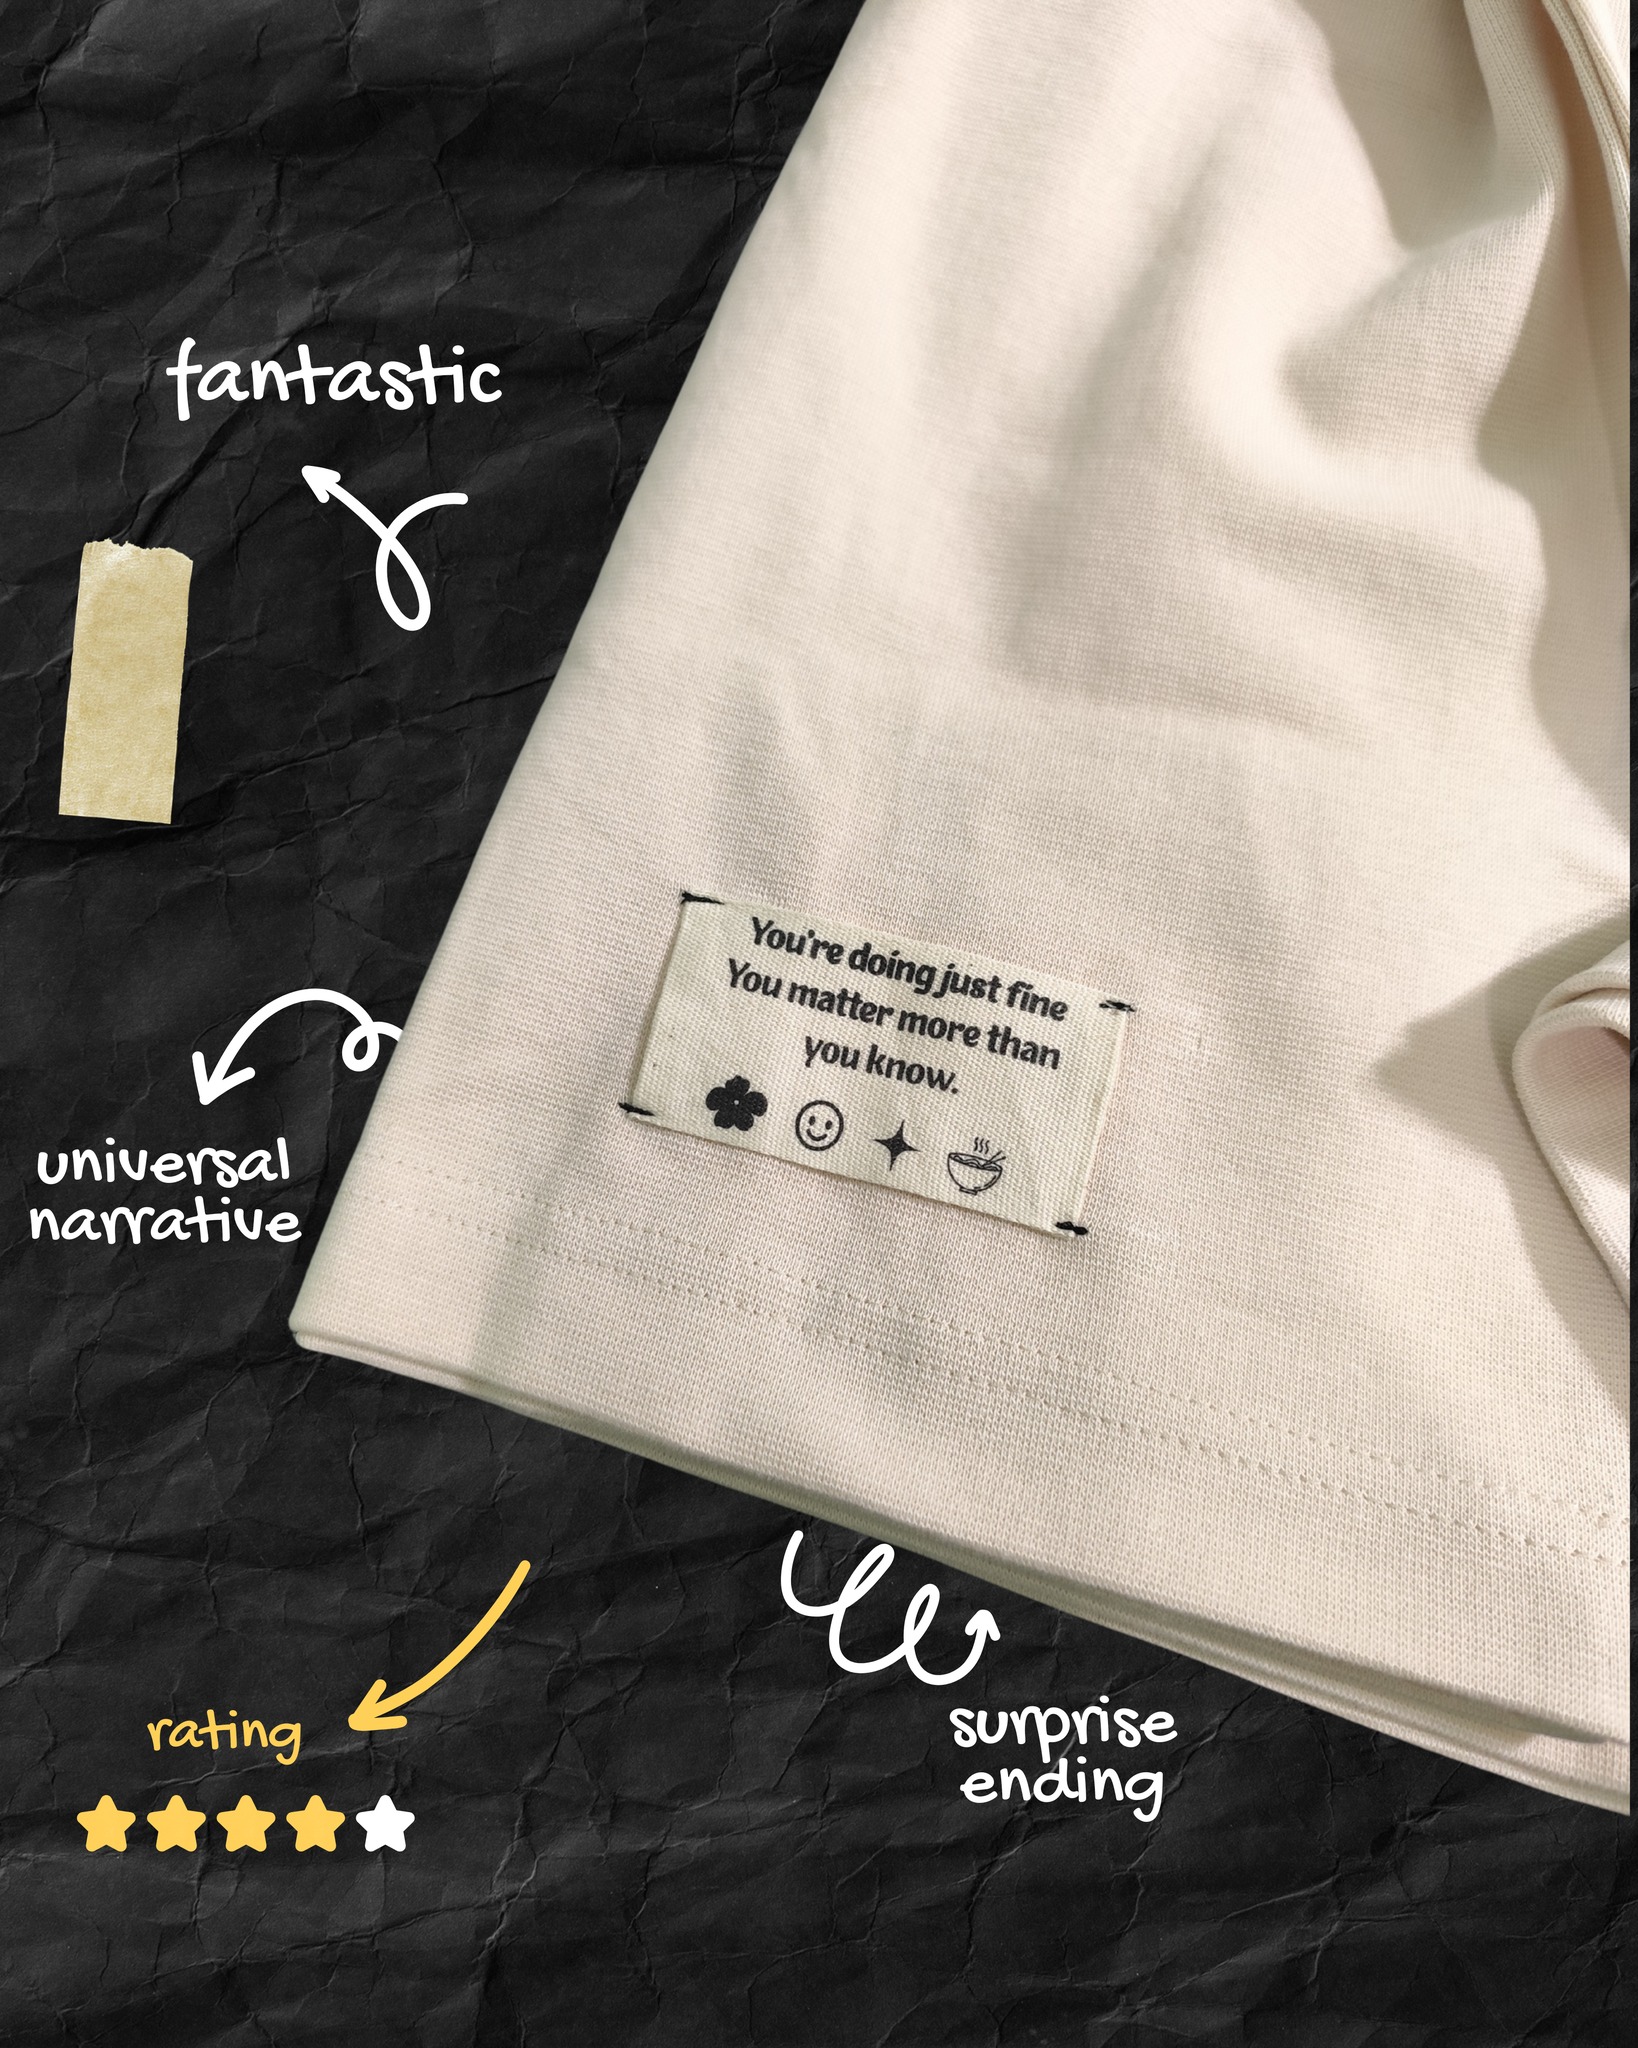 fantastic
You're doing just fine
You matter more than
you know.
universal
narrative
rating
surprise
ending